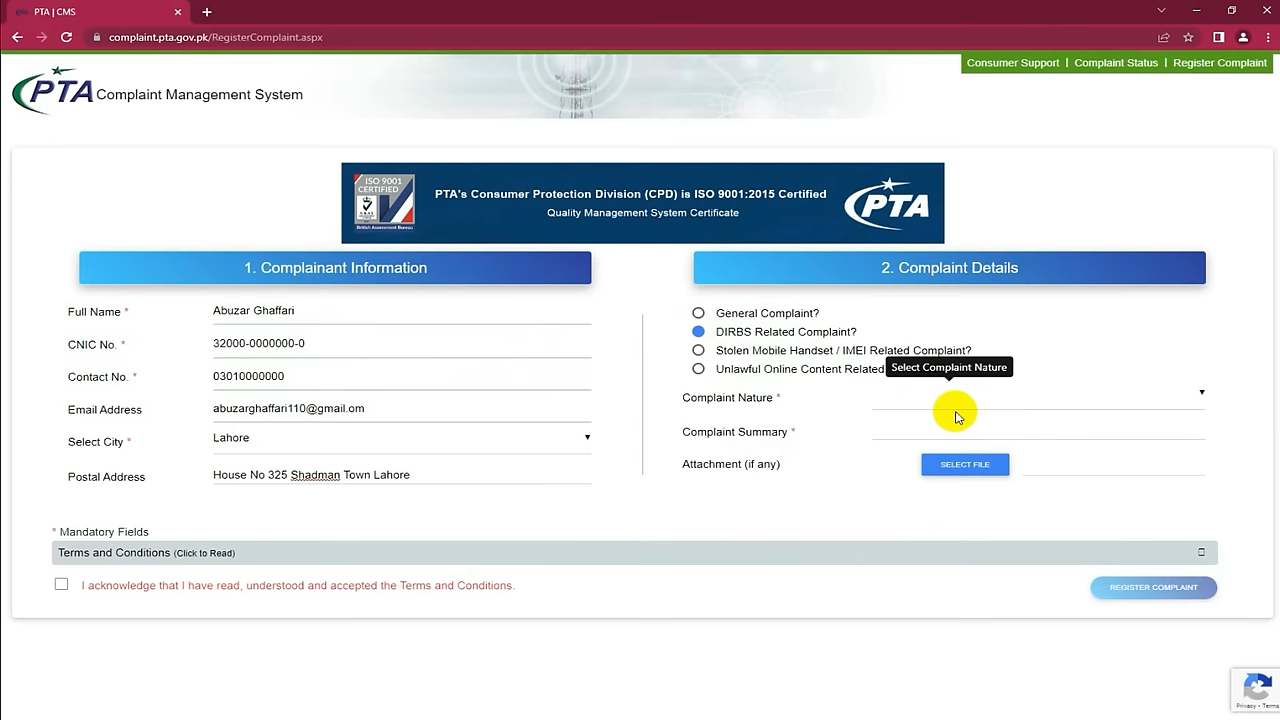 PTA | CMS
complaint.pta.gov.pk/RegisterComplaint.aspx
Consumer Support | Complaint Status | Register Complaint
PTA Complaint Management System
ISO 9001
CERTIFIED
British Assessment Bureau
PTA's Consumer Protection Division (CPD) is ISO 9001:2015 Certified
Quality Management System Certificate
PTA
1. Complainant Information
Full Name * Abuzar Ghaffari
CNIC No. * 32000-0000000-0
Contact No. * 03010000000
Email Address abuzarghaffari110@gmail.om
Select City * Lahore
Postal Address House No 325 Shadman Town Lahore
2. Complaint Details
General Complaint?
DIRBS Related Complaint?
Stolen Mobile Handset / IMEI Related Complaint?
Unlawful Online Content Related
Select Complaint Nature
Complaint Nature *
Complaint Summary *
Attachment (if any) SELECT FILE
* Mandatory Fields
Terms and Conditions (Click to Read)
I acknowledge that I have read, understood and accepted the Terms and Conditions.
REGISTER COMPLAINT
Privacy - Terms